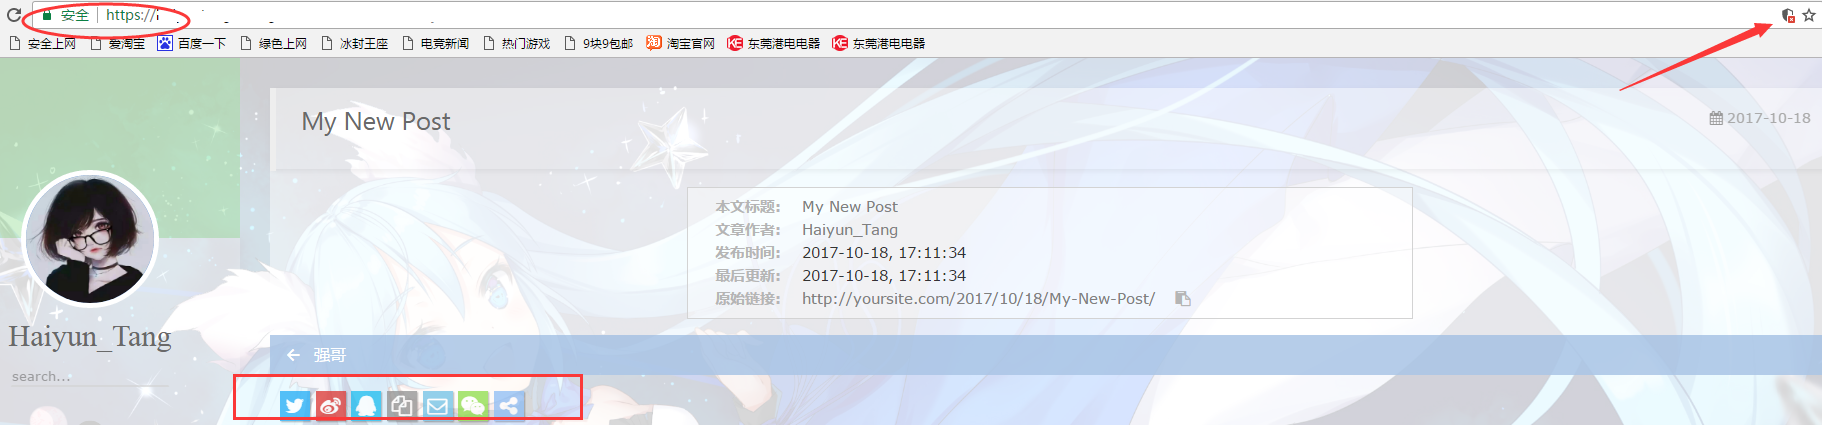 安全 https://
安全上网 爱淘宝 百度一下 绿色上网 冰封王座 电竞新闻 热门游戏 9块9包邮 淘 淘宝官网 KE 东莞港电电器 KE 东莞港电电器
My New Post
2017-10-18
本文标题: My New Post
文章作者: Haiyun_Tang
发布时间: 2017-10-18, 17:11:34
最后更新: 2017-10-18, 17:11:34
原始链接: http://yoursite.com/2017/10/18/My-New-Post/
Haiyun_Tang
search...
强哥